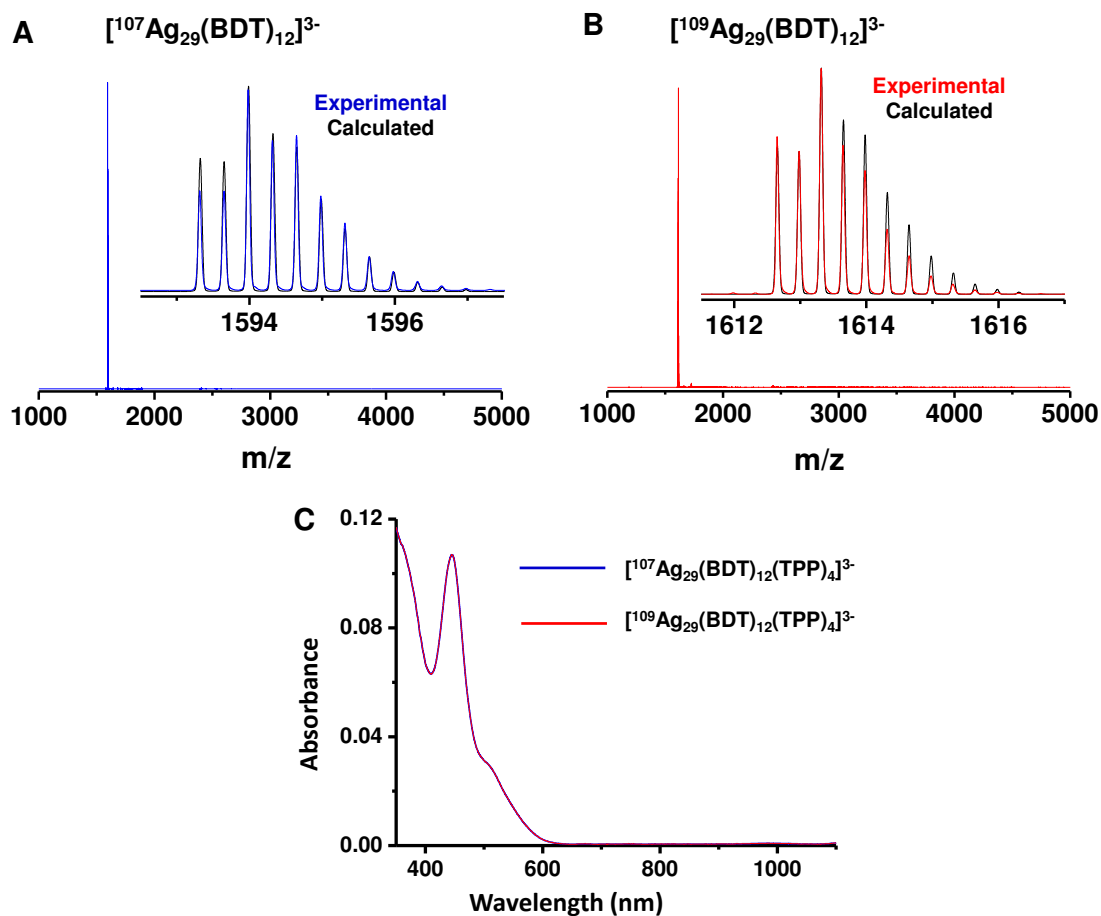 A
[¹⁰⁷Ag₂₉(BDT)₁₂]³⁻
Experimental
Calculated
1594 1596
1000 2000 3000 4000 5000
m/z
B
[¹⁰⁹Ag₂₉(BDT)₁₂]³⁻
Experimental
Calculated
1612 1614 1616
1000 2000 3000 4000 5000
m/z
C
0.12
0.08
0.04
0.00
Absorbance
[¹⁰⁷Ag₂₉(BDT)₁₂(TPP)₄]³⁻
[¹⁰⁹Ag₂₉(BDT)₁₂(TPP)₄]³⁻
400 600 800 1000
Wavelength (nm)